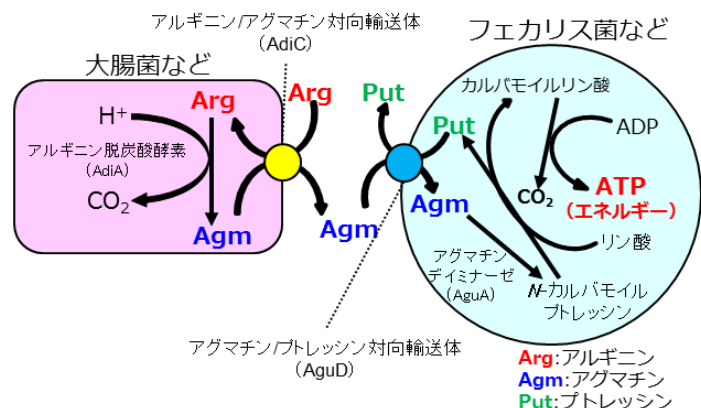 アルギニン/アグマチン対向輸送体
(AdiC)
フェカリス菌など
大腸菌など
Arg
Arg
Put
カルバモイルリン酸
H⁺
Put
ADP
アルギニン脱炭酸酵素
(AdiA)
CO₂
ATP
(エネルギー)
CO₂
Agm
Agm
Agm
リン酸
アグマチン
デイミナーゼ
(AguA)
N-カルバモイル
プトレッシン
アグマチン/プトレッシン対向輸送体
(AguD)
Arg:アルギニン
Agm:アグマチン
Put:プトレッシン